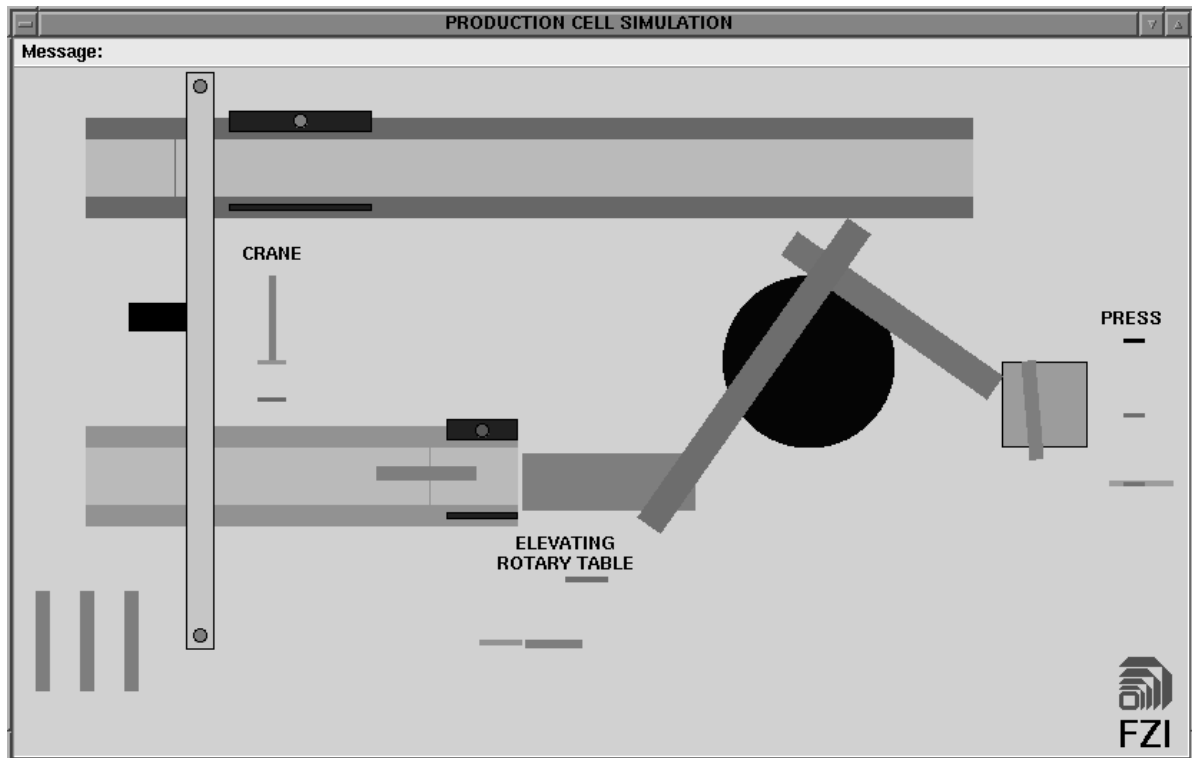 PRODUCTION CELL SIMULATION
Message:
CRANE
PRESS
ELEVATING
ROTARY TABLE
FZI